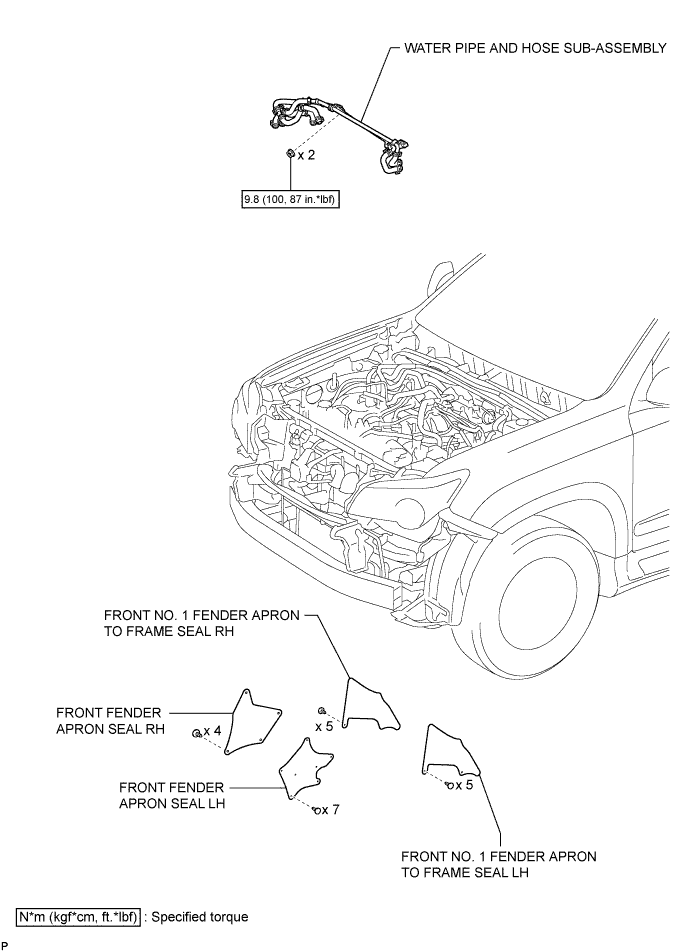 WATER PIPE AND HOSE SUB-ASSEMBLY
x 2
9.8 (100, 87 in.*lbf)
FRONT NO. 1 FENDER APRON
TO FRAME SEAL RH
FRONT FENDER
APRON SEAL RH
x 4
x 5
FRONT FENDER
APRON SEAL LH
x 7
x 5
FRONT NO. 1 FENDER APRON
TO FRAME SEAL LH
N*m (kgf*cm, ft.*lbf) : Specified torque
P